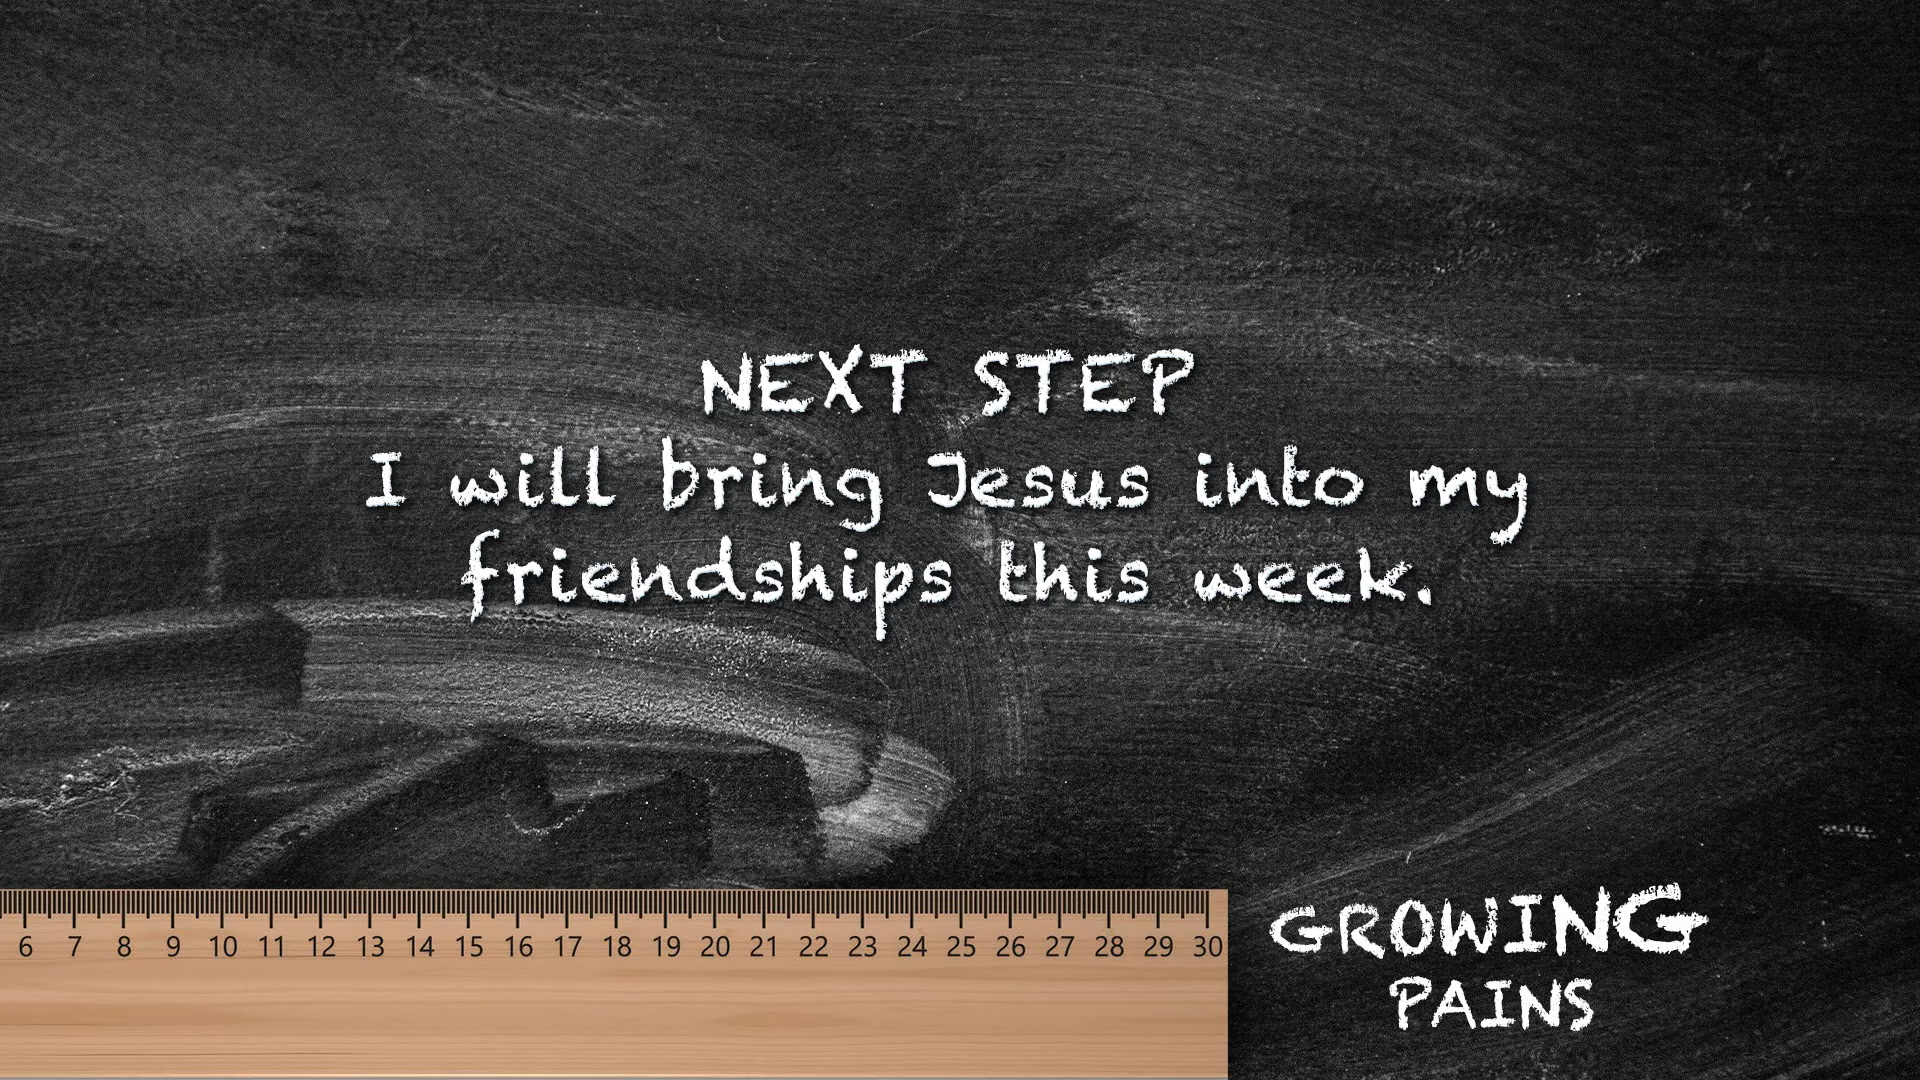 NEXT STEP
I will bring Jesus into my
friendships this week.
6 7 8 9 10 11 12 13 14 15 16 17 18 19 20 21 22 23 24 25 26 27 28 29 30
GROWING
PAINS